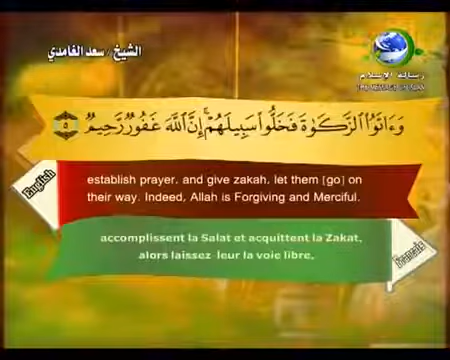 الشيخ / سعد الغامدي
رسالة الإسلام
وَءَاتَوُا۟ ٱلزَّكَوٰةَ فَخَلُّوا۟ سَبِيلَهُمْ ۚ إِنَّ ٱللَّهَ غَفُورٌ رَّحِيمٌ ٥
English
establish prayer, and give zakah, let them [go] on
their way. Indeed, Allah is Forgiving and Merciful.
accomplissent la Salat et acquittent la Zakat,
alors laissez-leur la voie libre,
Français